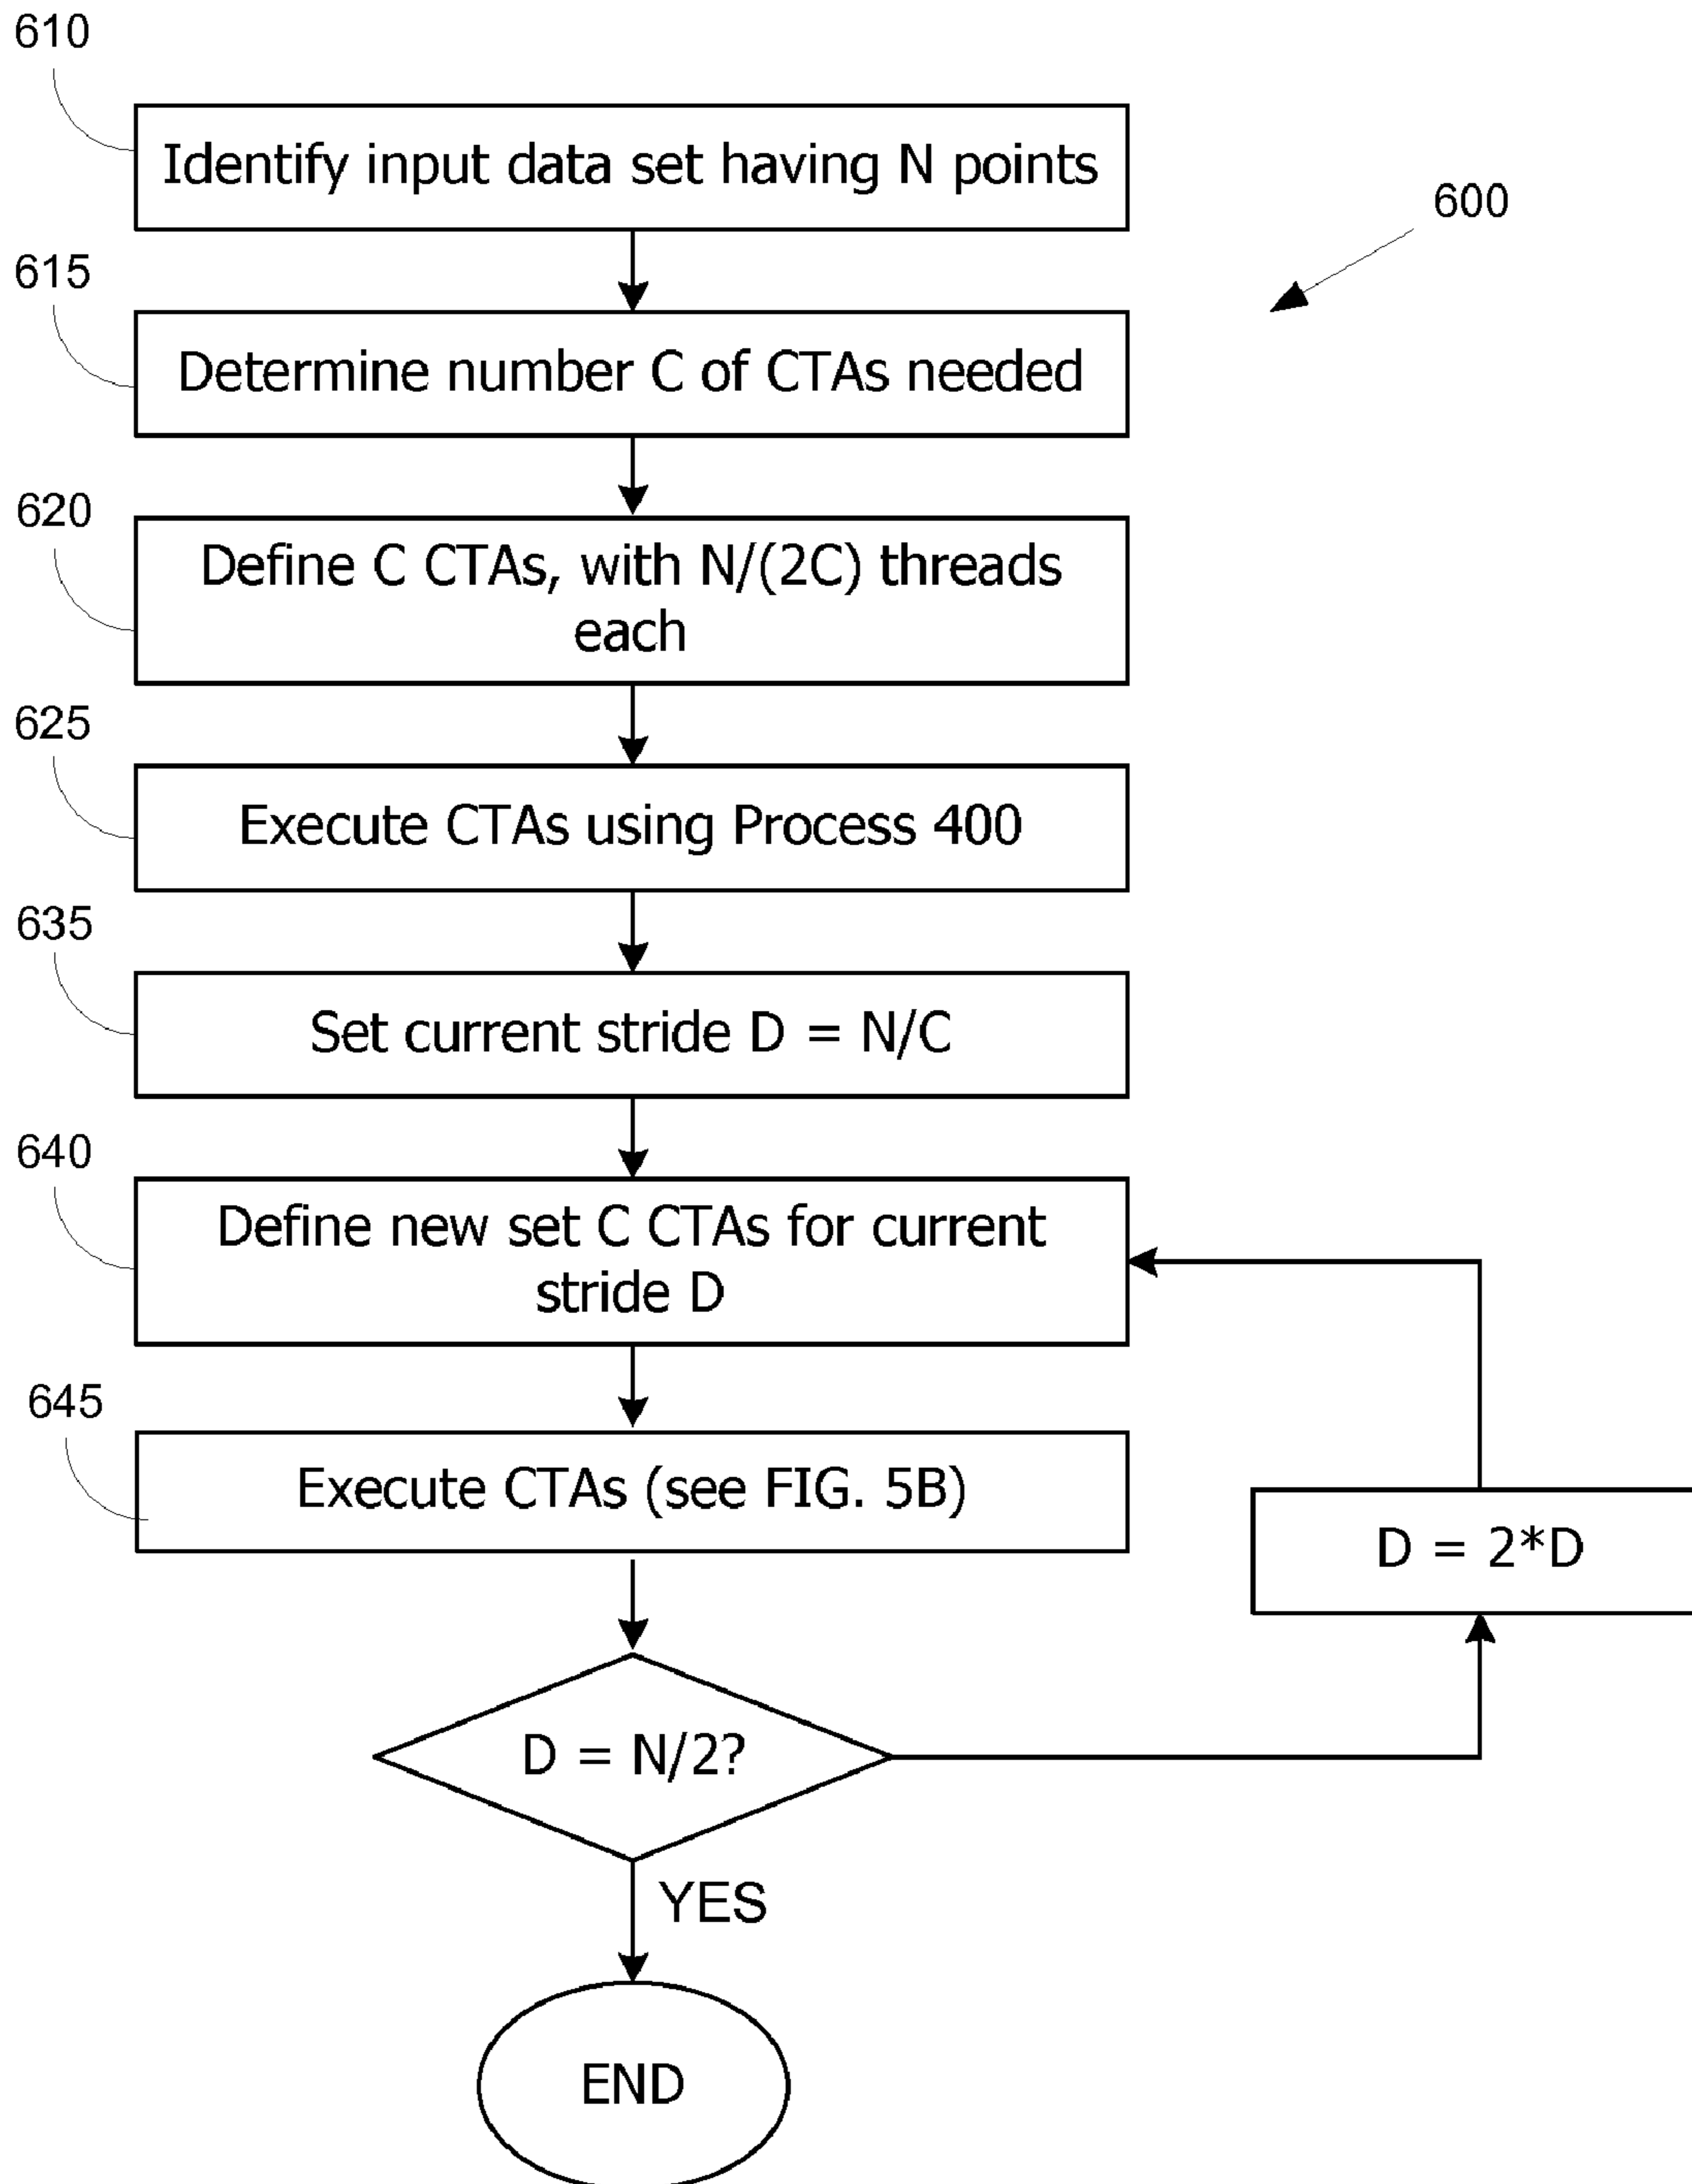 610
Identify input data set having N points
600
615
Determine number C of CTAs needed
620
Define C CTAs, with N/(2C) threads
each
625
Execute CTAs using Process 400
635
Set current stride D = N/C
640
Define new set C CTAs for current
stride D
645
Execute CTAs (see FIG. 5B)
D = 2*D
D = N/2?
YES
END